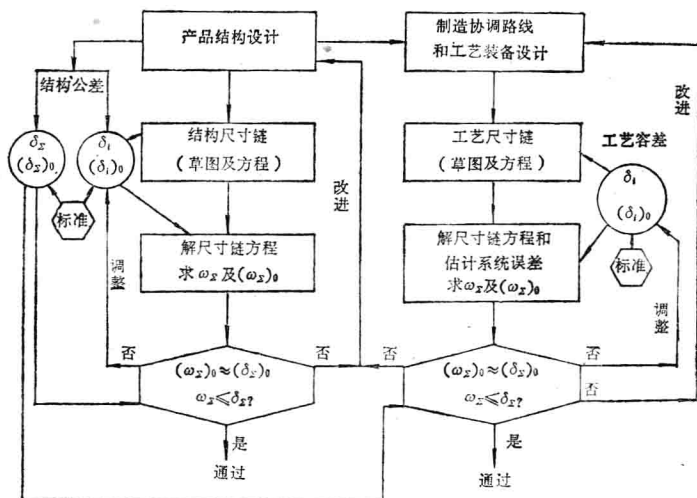 产品结构设计
制造协调路线
和工艺装备设计
结构公差
δΣ
(δΣ)₀
δᵢ
(δᵢ)₀
标准
结构尺寸链
(草图及方程)
解尺寸链方程
求ωΣ及(ωΣ)₀
调整
否
(ωΣ)₀≈(δΣ)₀
ωΣ⩽δΣ?
否
是
通过
改进
工艺尺寸链
(草图及方程)
工艺容差
δᵢ
(δᵢ)₀
标准
解尺寸链方程和
估计系统误差
求ωΣ及(ωΣ)₀
调整
改进
否
(ωΣ)₀≈(δΣ)₀
ωΣ⩽δΣ?
否
否
是
通过